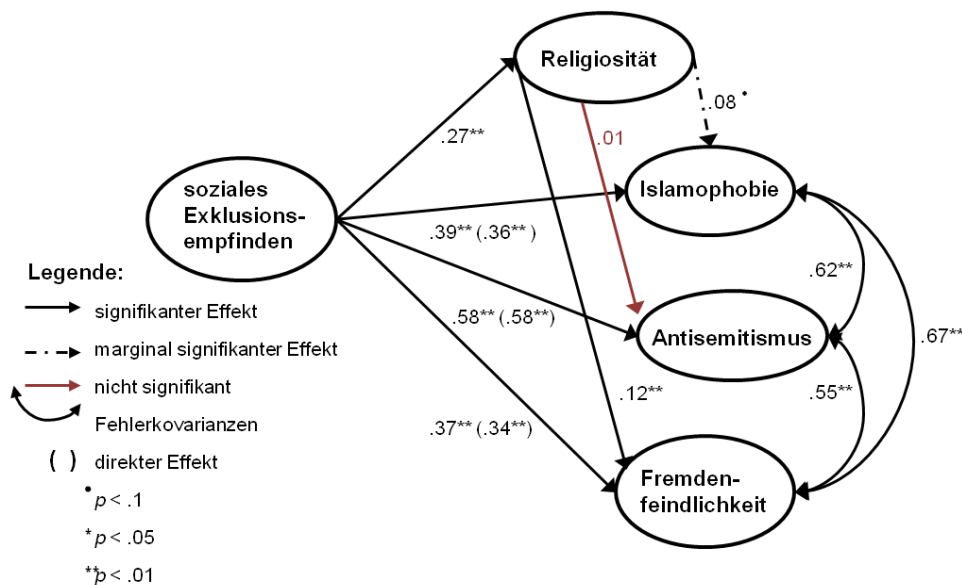 Religiosität
.08 •
.27**
.01
soziales
Exklusions-
empfinden
Islamophobie
.39** (.36** )
Legende:
.62**
signifikanter Effekt
.58** (.58** )
Antisemitismus
.67**
marginal signifikanter Effekt
nicht signifikant
.12**
.55**
Fehlerkovarianzen
.37** (.34**)
( ) direkter Effekt
Fremden-
feindlichkeit
• p < .1
* p < .05
** p < .01